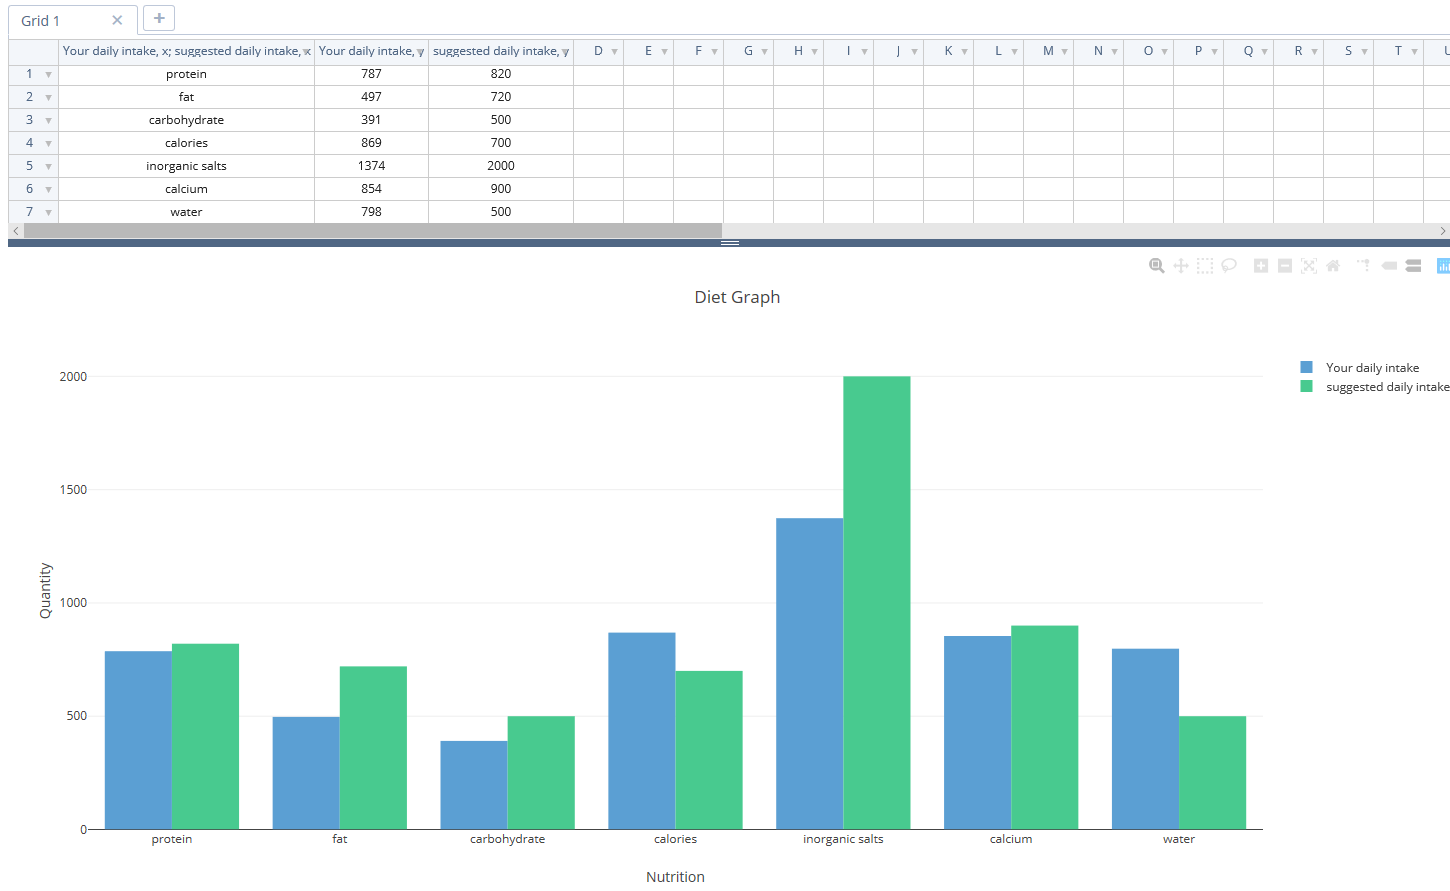 Grid 1 × +
Your daily intake, x; suggested daily intake, x Your daily intake, y suggested daily intake, y D E F G H I J K L M N O P Q R S T U
1 protein 787 820
2 fat 497 720
3 carbohydrate 391 500
4 calories 869 700
5 inorganic salts 1374 2000
6 calcium 854 900
7 water 798 500
Diet Graph
Your daily intake
suggested daily intake
2000
1500
1000
500
0
Quantity
protein fat carbohydrate calories inorganic salts calcium water
Nutrition